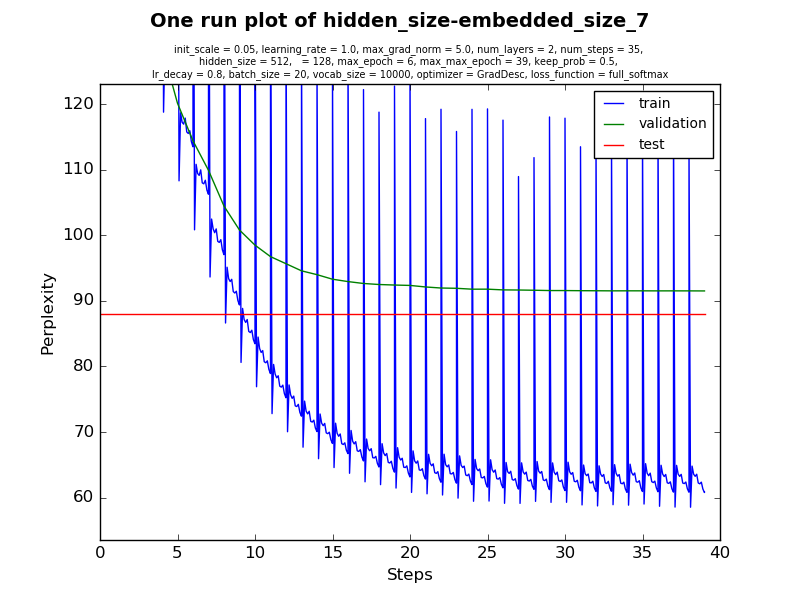 One run plot of hidden_size-embedded_size_7
init_scale = 0.05, learning_rate = 1.0, max_grad_norm = 5.0, num_layers = 2, num_steps = 35,
hidden_size = 512,   = 128, max_epoch = 6, max_max_epoch = 39, keep_prob = 0.5,
lr_decay = 0.8, batch_size = 20, vocab_size = 10000, optimizer = GradDesc, loss_function = full_softmax
train
validation
test
Perplexity
120
110
100
90
80
70
60
0 5 10 15 20 25 30 35 40
Steps